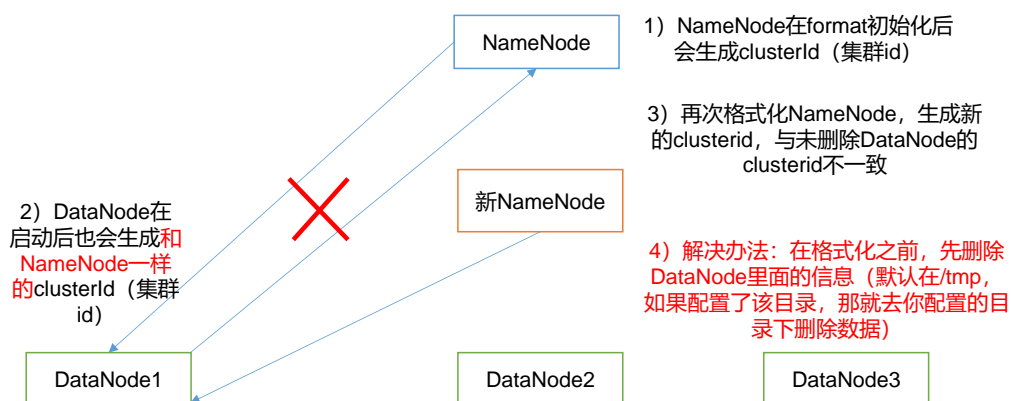 NameNode
1）NameNode在format初始化后
会生成clusterId（集群id）
3）再次格式化NameNode，生成新
的clusterid，与未删除DataNode的
clusterid不一致
新NameNode
2）DataNode在
启动后也会生成和
NameNode一样
的clusterId（集群
id）
4）解决办法：在格式化之前，先删除
DataNode里面的信息（默认在/tmp，
如果配置了该目录，那就去你配置的目
录下删除数据）
DataNode1
DataNode2
DataNode3